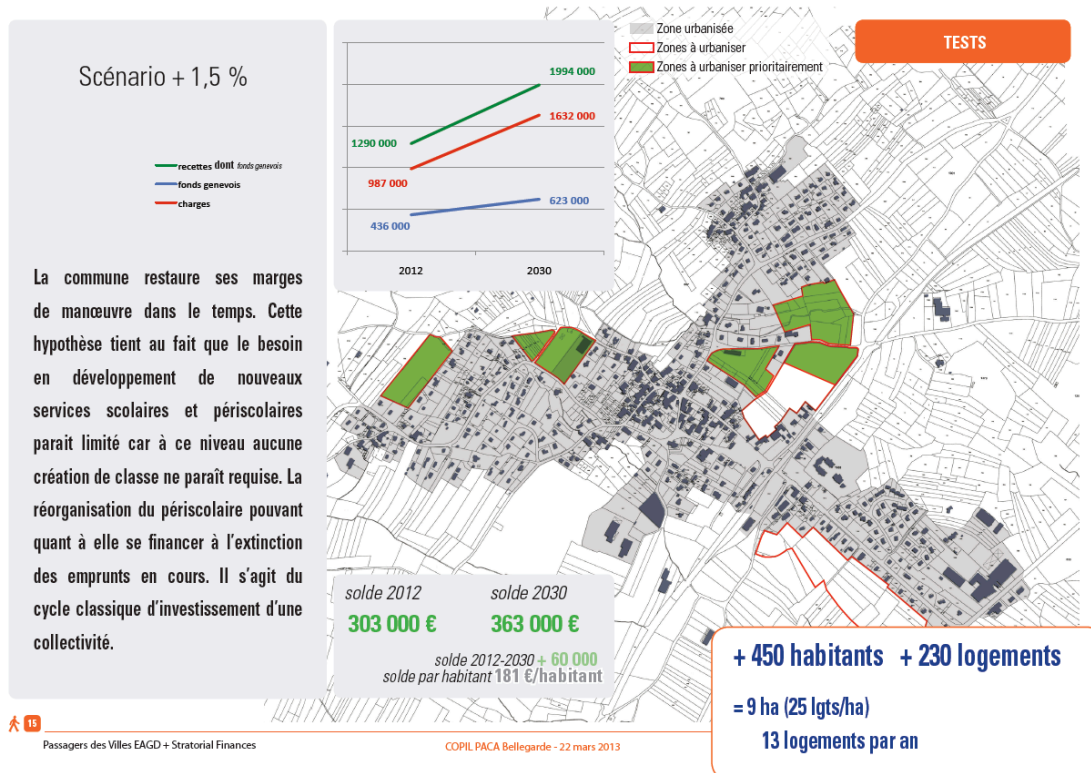 Scénario + 1,5 %
recettes dont fonds genevois
fonds genevois
charges
La commune restaure ses marges
de manœuvre dans le temps. Cette
hypothèse tient au fait que le besoin
en développement de nouveaux
services scolaires et périscolaires
parait limité car à ce niveau aucune
création de classe ne paraît requise. La
réorganisation du périscolaire pouvant
quant à elle se financer à l'extinction
des emprunts en cours. Il s'agit du
cycle classique d'investissement d'une
collectivité.
1994 000
1632 000
1290 000
987 000
623 000
436 000
2012
2030
Zone urbanisée
Zones à urbaniser
Zones à urbaniser prioritairement
TESTS
solde 2012
solde 2030
303 000 €
363 000 €
solde 2012-2030 + 60 000
solde par habitant 181 €/habitant
+ 450 habitants + 230 logements
= 9 ha (25 lgts/ha)
13 logements par an
15
Passagers des Villes EAGD + Stratorial Finances
COPIL PACA Bellegarde - 22 mars 2013